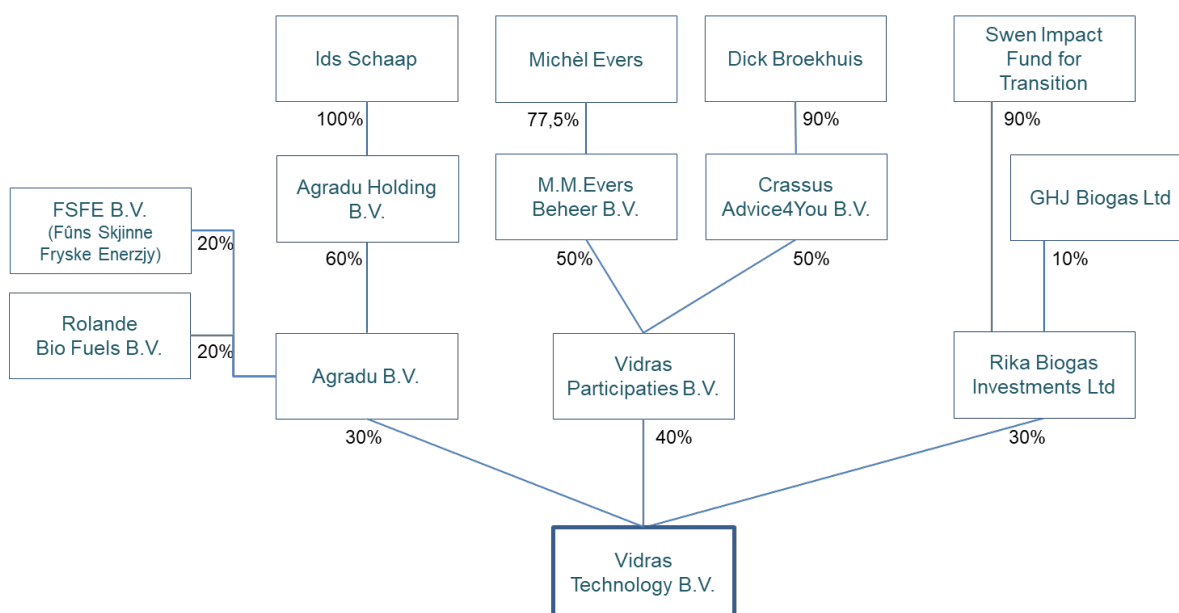 Ids Schaap
Michèl Evers
Dick Broekhuis
Swen Impact
Fund for
Transition
100%
77,5%
90%
90%
Agradu Holding
B.V.
M.M.Evers
Beheer B.V.
Crassus
Advice4You B.V.
GHJ Biogas Ltd
FSFE B.V.
(Fûns Skjinne
Fryske Enerzjy)
20%
60%
50%
50%
10%
Rolande
Bio Fuels B.V.
20%
Agradu B.V.
Vidras
Participaties B.V.
Rika Biogas
Investments Ltd
30%
40%
30%
Vidras
Technology B.V.